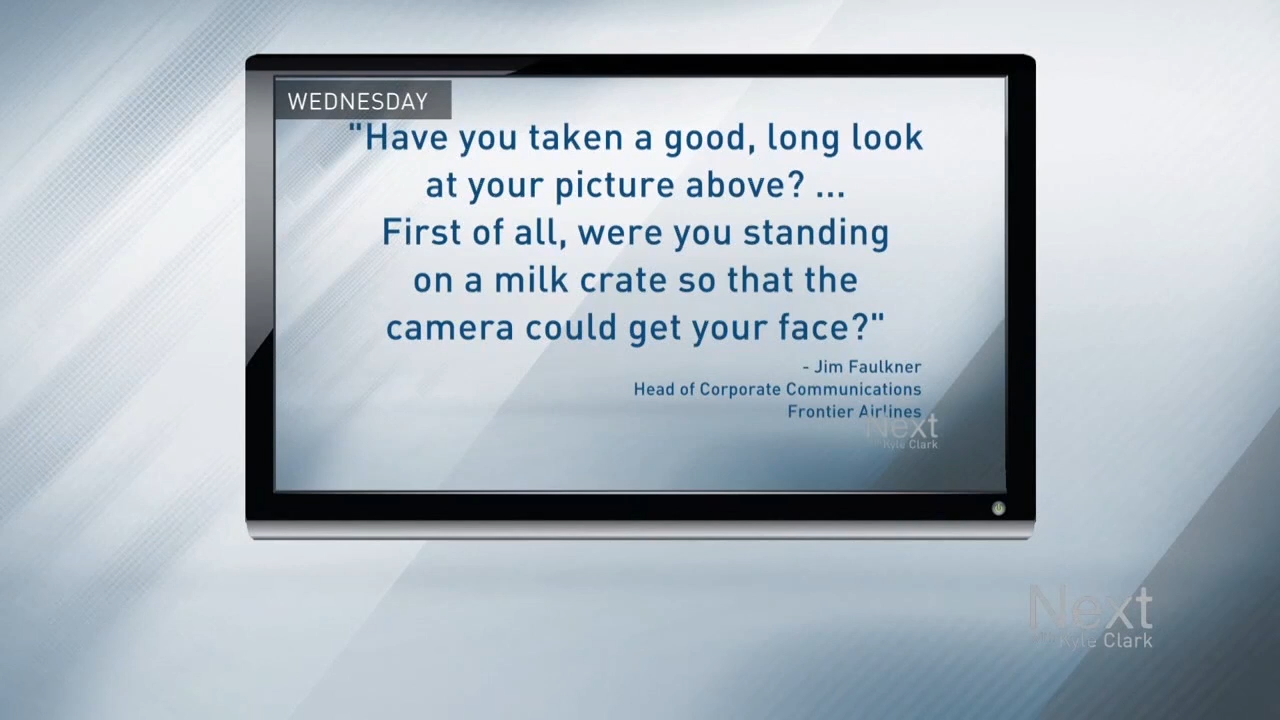 WEDNESDAY
"Have you taken a good, long look
at your picture above? ...
First of all, were you standing
on a milk crate so that the
camera could get your face?"
- Jim Faulkner
Head of Corporate Communications
Frontier Airlines
Next
Kyle Clark
Next
Kyle Clark